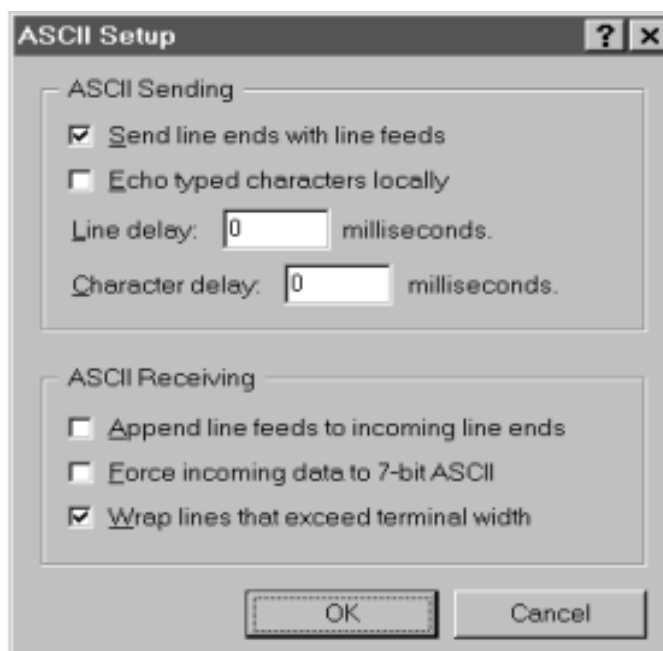 ASCII Setup
ASCII Sending
Send line ends with line feeds
Echo typed characters locally
Line delay: 0 milliseconds.
Character delay: 0 milliseconds.
ASCII Receiving
Append line feeds to incoming line ends
Force incoming data to 7-bit ASCII
Wrap lines that exceed terminal width
OK Cancel